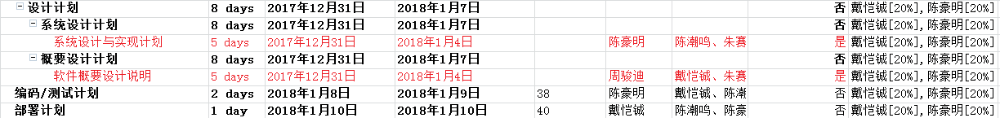 设计计划 8 days 2017年12月31日 2018年1月7日 否 戴恺铖[20%],陈豪明[20%]
系统设计计划 8 days 2017年12月31日 2018年1月7日 否 戴恺铖[20%],陈豪明[20%]
系统设计与实现计划 5 days 2017年12月31日 2018年1月4日 陈豪明 陈潮鸣、朱赛 是 戴恺铖[20%],陈豪明[20%]
概要设计计划 8 days 2017年12月31日 2018年1月7日 否 戴恺铖[20%],陈豪明[20%]
软件概要设计说明 5 days 2017年12月31日 2018年1月4日 周骏迪 戴恺铖、朱赛 是 戴恺铖[20%],陈豪明[20%]
编码/测试计划 2 days 2018年1月8日 2018年1月9日 38 陈豪明 戴恺铖、陈潮 否 戴恺铖[20%],陈豪明[20%]
部署计划 1 day 2018年1月10日 2018年1月10日 40 戴恺铖 陈潮鸣、陈豪 否 戴恺铖[20%],陈豪明[20%]